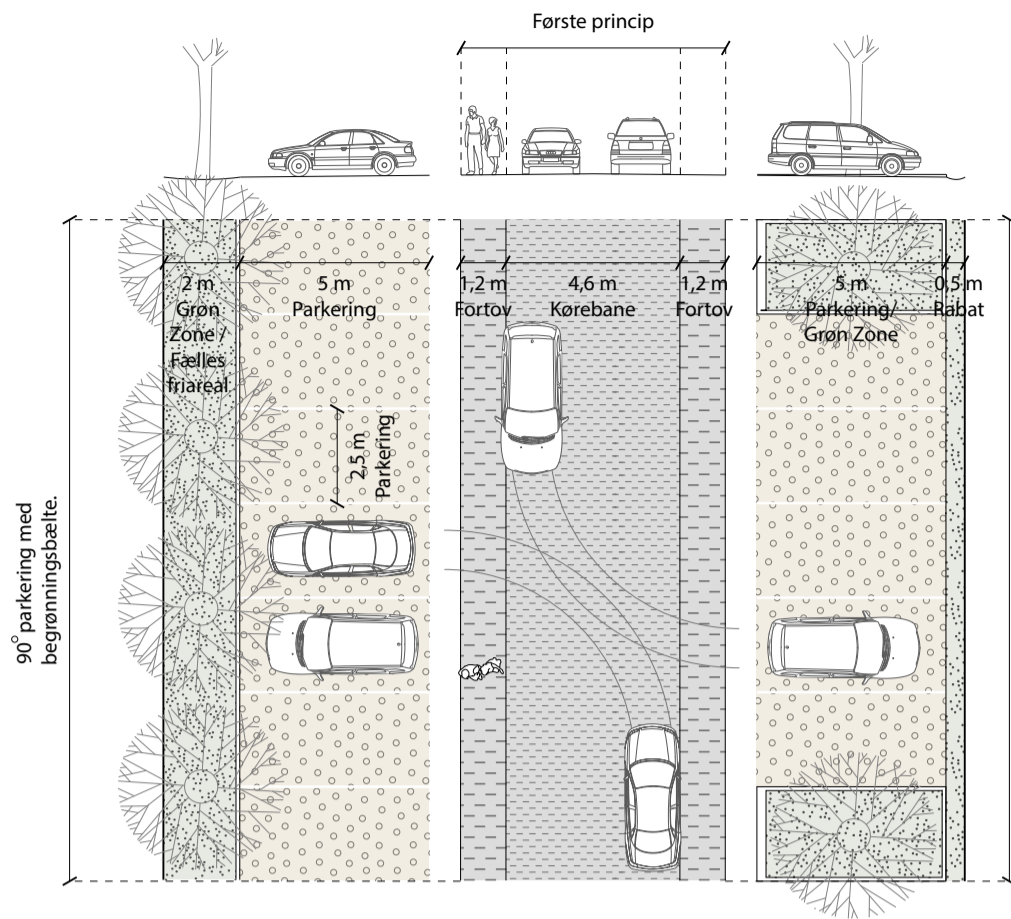 Første princip
2 m
Grøn
Zone /
Fælles
friareal
5 m
Parkering
1,2 m
Fortov
4,6 m
Kørebane
1,2 m
Fortov
5 m
Parkering/
Grøn Zone
0,5 m
Rabat
2,5 m
Parkering
90° parkering med
begrønningsbælte.